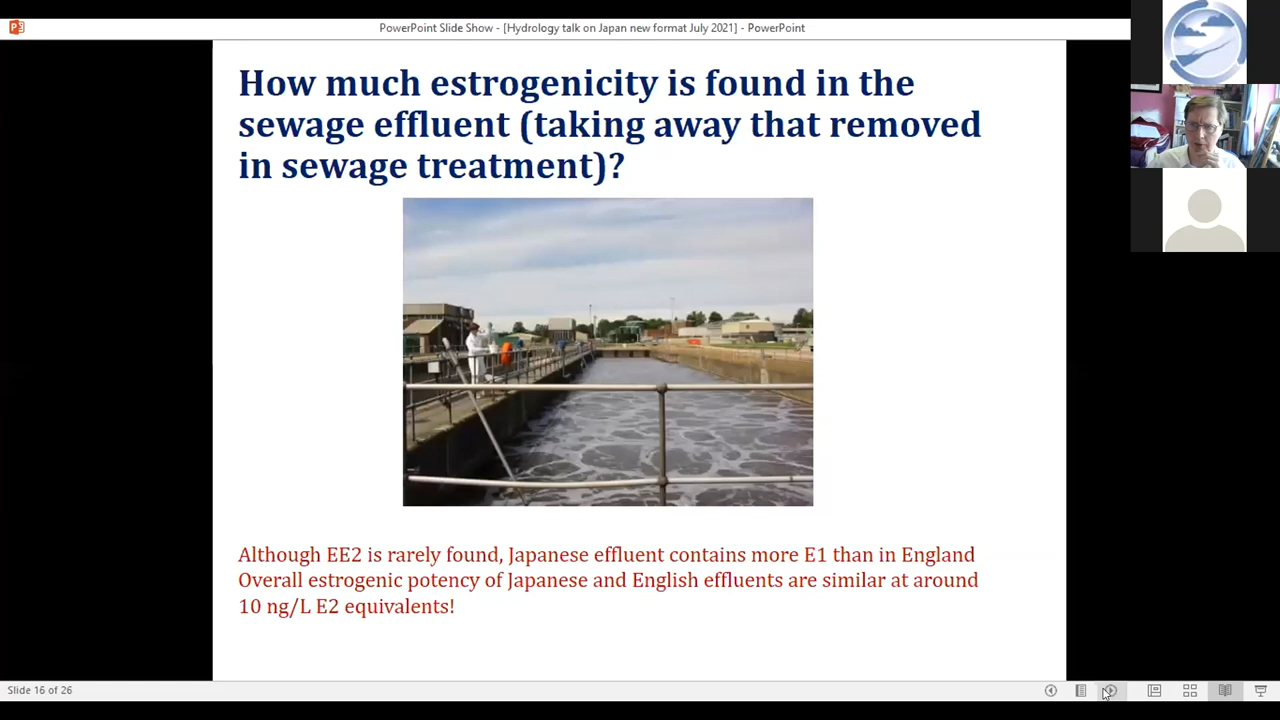 PowerPoint Slide Show - [Hydrology talk on Japan new format July 2021] - PowerPoint
How much estrogenicity is found in the
sewage effluent (taking away that removed
in sewage treatment)?
Although EE2 is rarely found, Japanese effluent contains more E1 than in England
Overall estrogenic potency of Japanese and English effluents are similar at around
10 ng/L E2 equivalents!
Slide 16 of 26